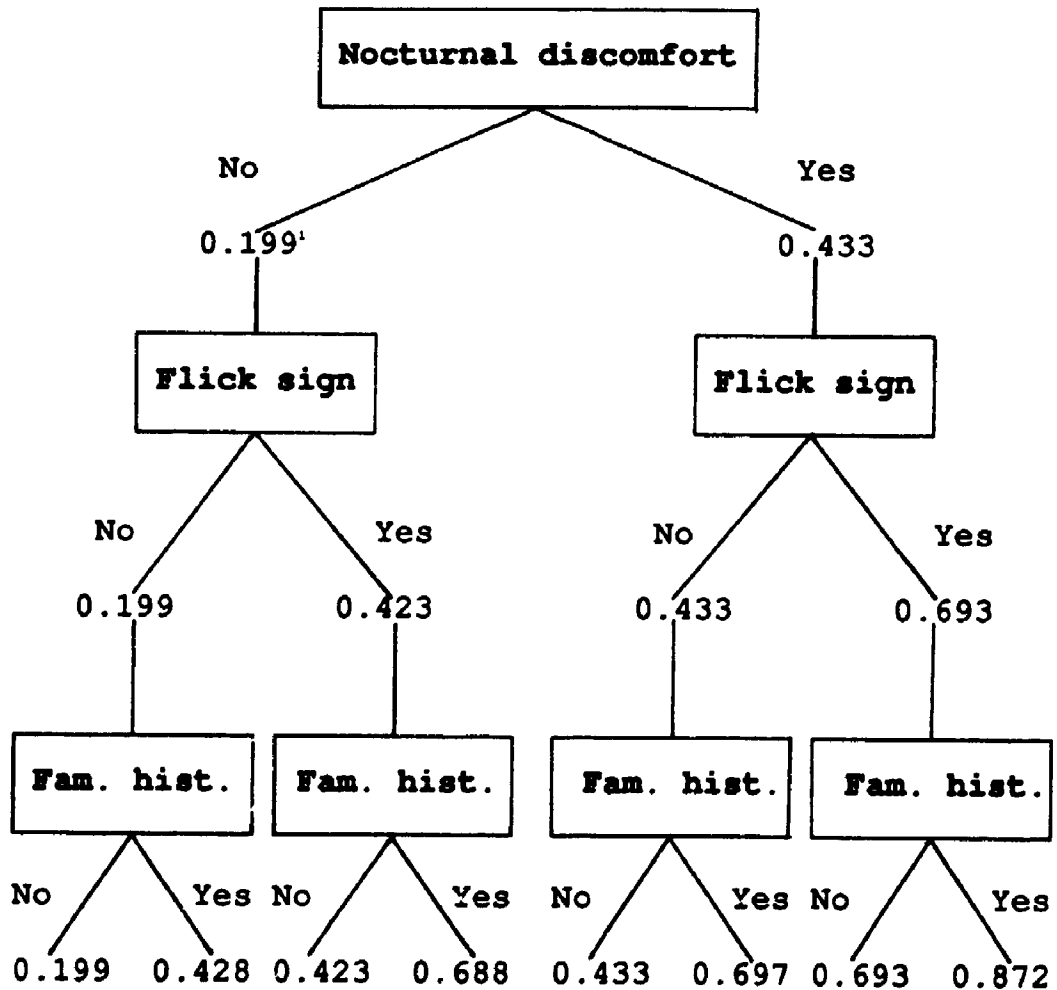 Nocturnal discomfort
No Yes
0.199¹ 0.433
Flick sign Flick sign
No Yes No Yes
0.199 0.423 0.433 0.693
Fam. hist. Fam. hist. Fam. hist. Fam. hist.
No Yes No Yes No Yes No Yes
0.199 0.428 0.423 0.688 0.433 0.697 0.693 0.872